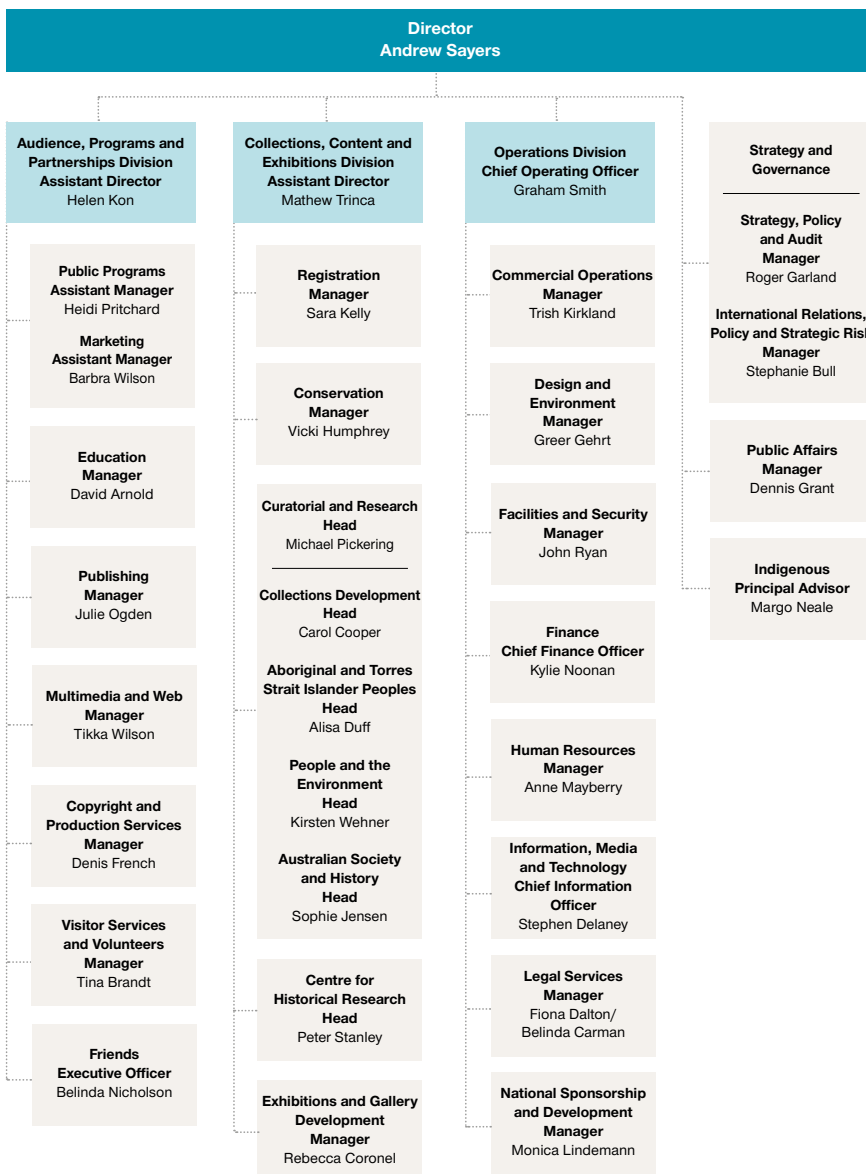 Director
Andrew Sayers
Audience, Programs and
Partnerships Division
Assistant Director
Helen Kon
Public Programs
Assistant Manager
Heidi Pritchard
Marketing
Assistant Manager
Barbra Wilson
Education
Manager
David Arnold
Publishing
Manager
Julie Ogden
Multimedia and Web
Manager
Tikka Wilson
Copyright and
Production Services
Manager
Denis French
Visitor Services
and Volunteers
Manager
Tina Brandt
Friends
Executive Officer
Belinda Nicholson
Collections, Content and
Exhibitions Division
Assistant Director
Mathew Trinca
Registration
Manager
Sara Kelly
Conservation
Manager
Vicki Humphrey
Curatorial and Research
Head
Michael Pickering
Collections Development
Head
Carol Cooper
Aboriginal and Torres
Strait Islander Peoples
Head
Alisa Duff
People and the
Environment
Head
Kirsten Wehner
Australian Society
and History
Head
Sophie Jensen
Centre for
Historical Research
Head
Peter Stanley
Exhibitions and Gallery
Development
Manager
Rebecca Coronel
Operations Division
Chief Operating Officer
Graham Smith
Commercial Operations
Manager
Trish Kirkland
Design and
Environment
Manager
Greer Gehrt
Facilities and Security
Manager
John Ryan
Finance
Chief Finance Officer
Kylie Noonan
Human Resources
Manager
Anne Mayberry
Information, Media
and Technology
Chief Information
Officer
Stephen Delaney
Legal Services
Manager
Fiona Dalton/
Belinda Carman
National Sponsorship
and Development
Manager
Monica Lindemann
Strategy and
Governance
Strategy, Policy
and Audit
Manager
Roger Garland
International Relations,
Policy and Strategic Risk
Manager
Stephanie Bull
Public Affairs
Manager
Dennis Grant
Indigenous
Principal Advisor
Margo Neale